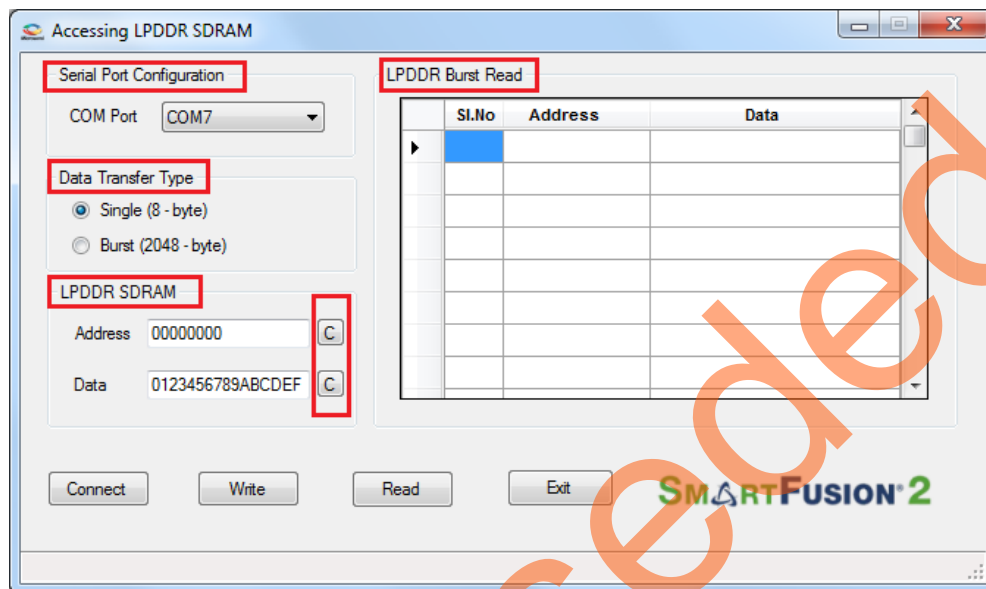 Accessing LPDDR SDRAM
Serial Port Configuration
COM Port COM7
Data Transfer Type
Single (8 - byte)
Burst (2048 - byte)
LPDDR SDRAM
Address 00000000 C
Data 0123456789ABCDEF C
LPDDR Burst Read
Sl.No Address Data
Connect Write Read Exit
SMARTFUSION® 2
seded